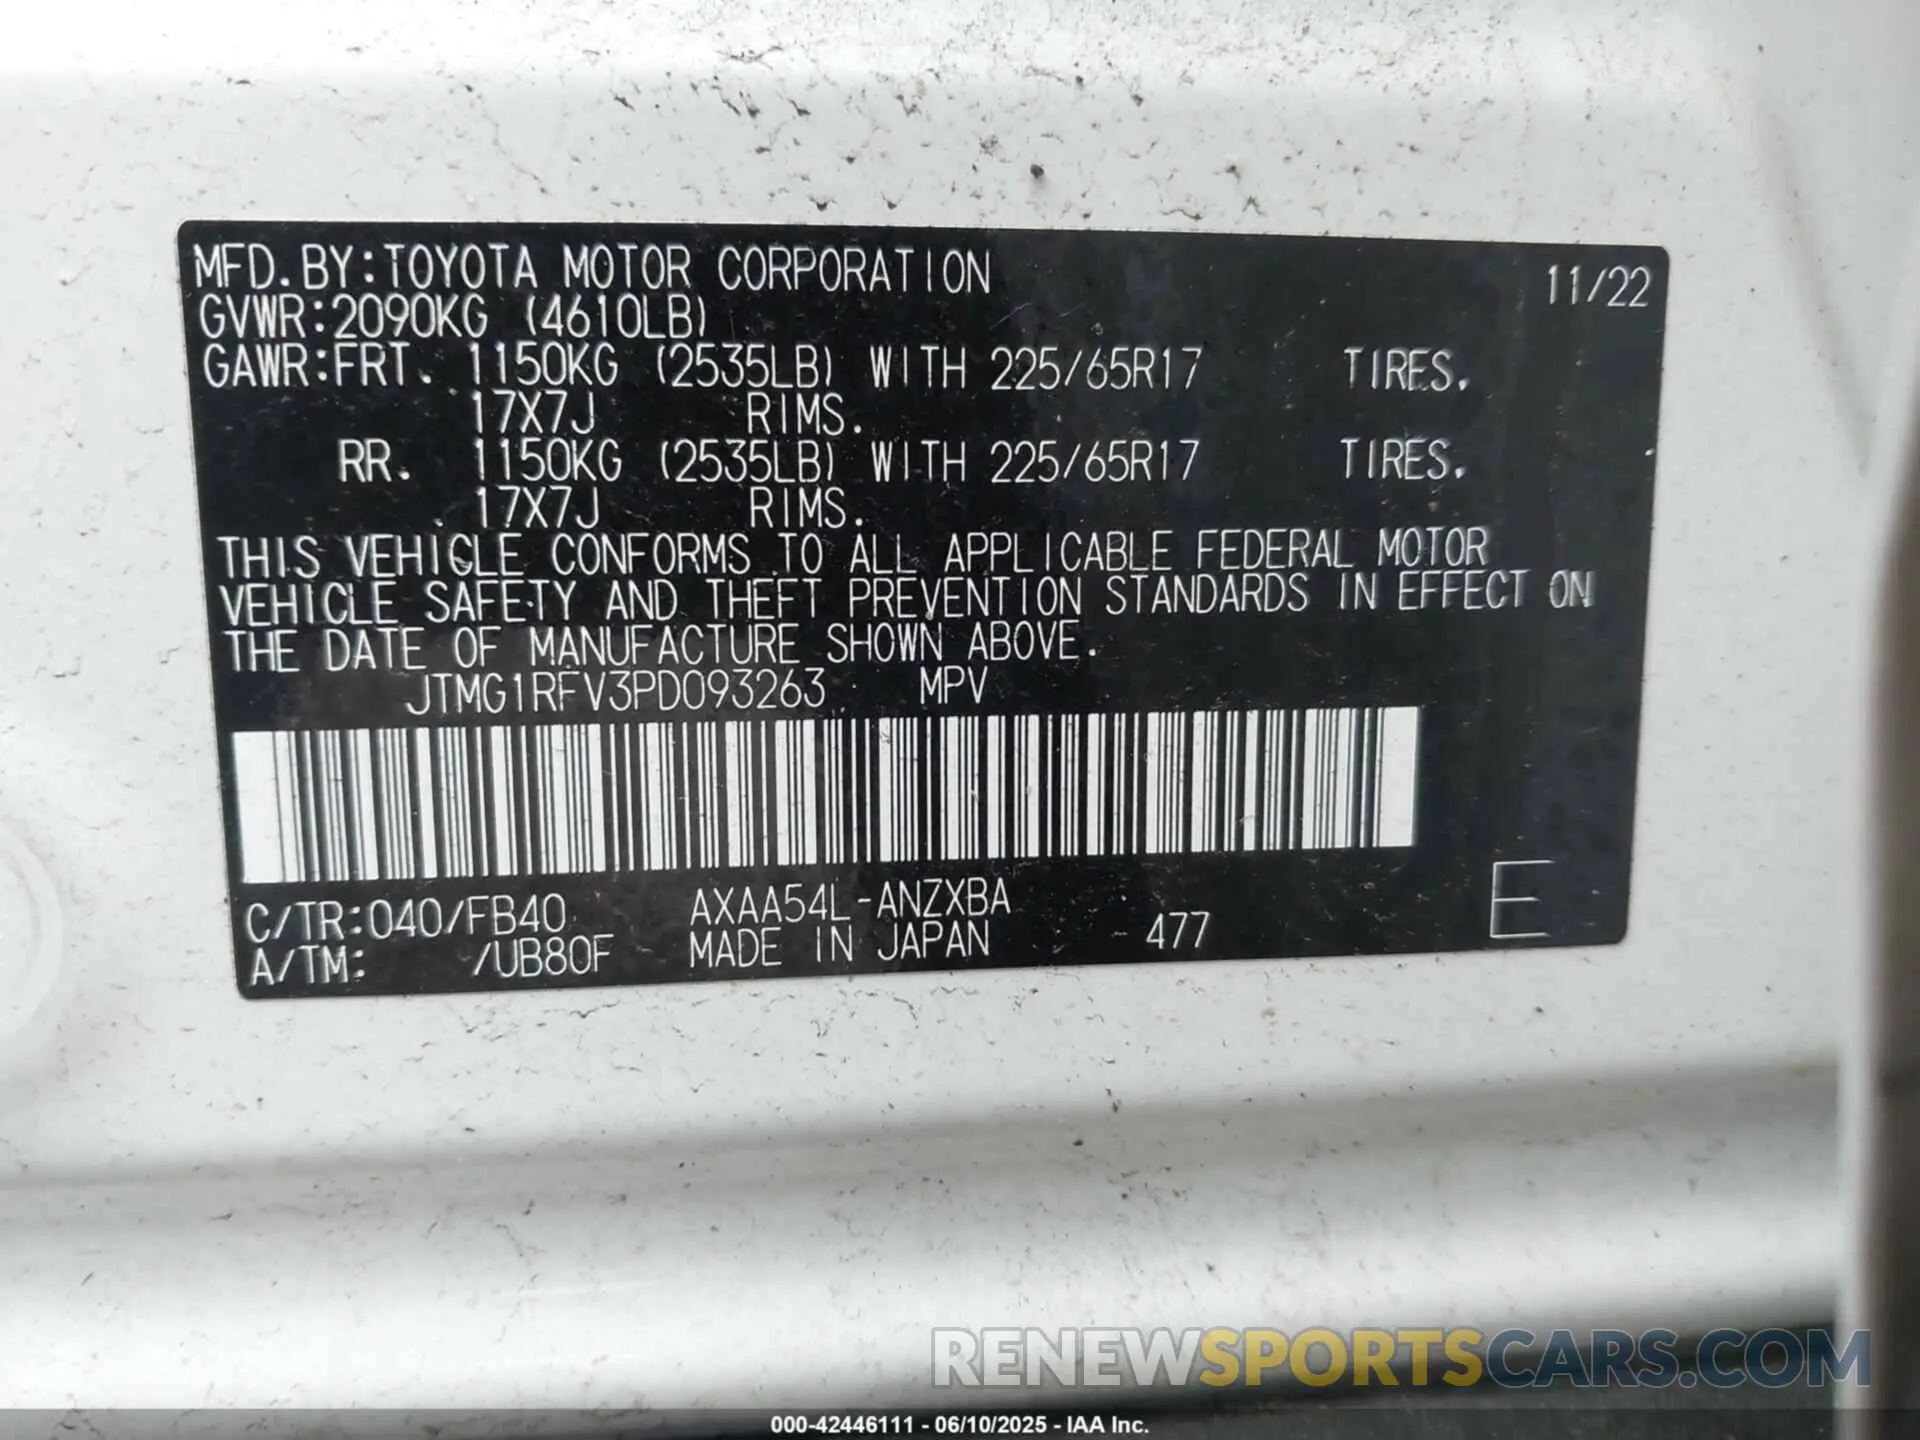 MFD.BY:TOYOTA MOTOR CORPORATION 11/22
GVWR:2090KG (4610LB)
GAWR:FRT. 1150KG (2535LB) WITH 225/65R17 TIRES.
17X7J RIMS.
RR. 1150KG (2535LB) WITH 225/65R17 TIRES.
17X7J RIMS.
THIS VEHICLE CONFORMS TO ALL APPLICABLE FEDERAL MOTOR
VEHICLE SAFETY AND THEFT PREVENTION STANDARDS IN EFFECT ON
THE DATE OF MANUFACTURE SHOWN ABOVE.
JTMG1RFV3PD093263 MPV
C/TR:040/FB40 AXAA54L-ANZXBA
A/TM: /UB80F MADE IN JAPAN 477 E
RENEWSPORTSCARS.COM
000-42446111 - 06/10/2025 - IAA Inc.